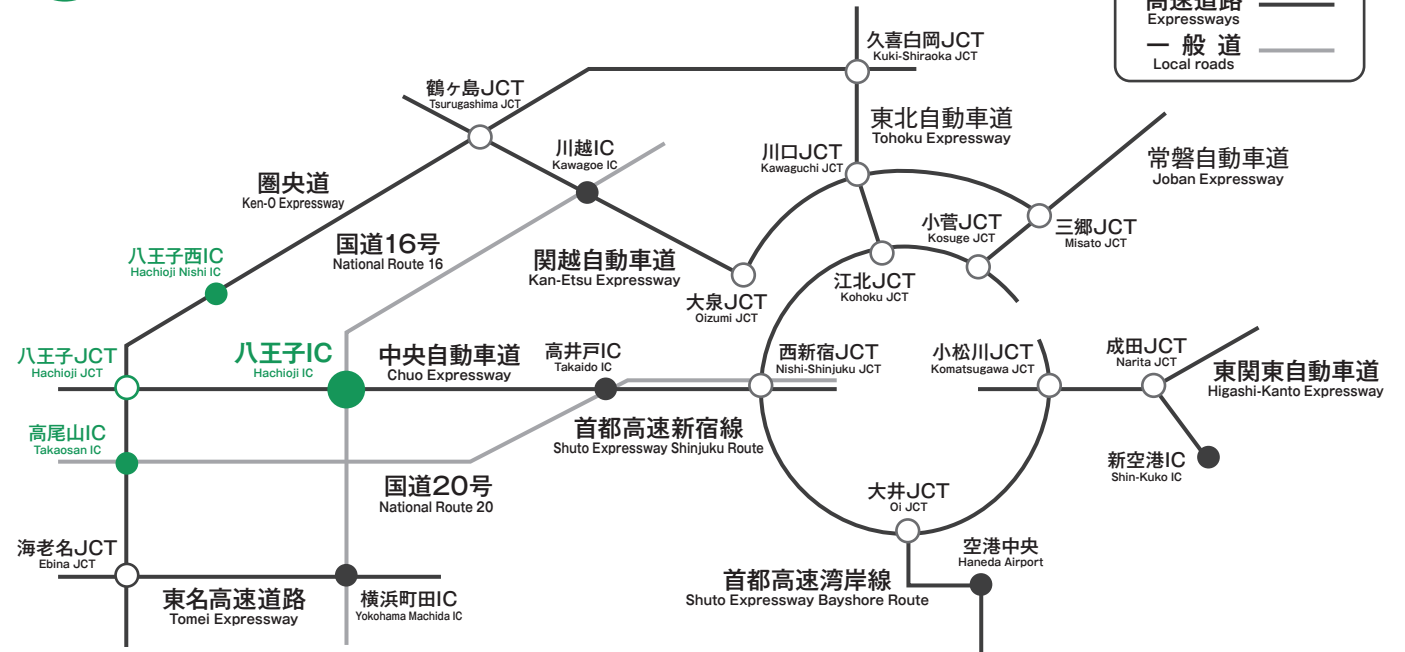 高速道路
Expressways
一般道
Local roads
久喜白岡JCT
Kuki-Shiraoka JCT
鶴ヶ島JCT
Tsurugashima JCT
東北自動車道
Tohoku Expressway
川越IC
Kawagoe IC
川口JCT
Kawaguchi JCT
常磐自動車道
Joban Expressway
圏央道
Ken-O Expressway
小菅JCT
Kosuge JCT
三郷JCT
Misato JCT
国道16号
National Route 16
八王子西IC
Hachioji Nishi IC
関越自動車道
Kan-Etsu Expressway
江北JCT
Kohoku JCT
大泉JCT
Oizumi JCT
八王子JCT
Hachioji JCT
八王子IC
Hachioji IC
中央自動車道
Chuo Expressway
高井戸IC
Takaido IC
西新宿JCT
Nishi-Shinjuku JCT
小松川JCT
Komatsugawa JCT
成田JCT
Narita JCT
東関東自動車道
Higashi-Kanto Expressway
高尾山IC
Takaosan IC
首都高速新宿線
Shuto Expressway Shinjuku Route
新空港IC
Shin-Kuko IC
国道20号
National Route 20
大井JCT
Oi JCT
海老名JCT
Ebina JCT
空港中央
Haneda Airport
首都高速湾岸線
Shuto Expressway Bayshore Route
東名高速道路
Tomei Expressway
横浜町田IC
Yokohama Machida IC